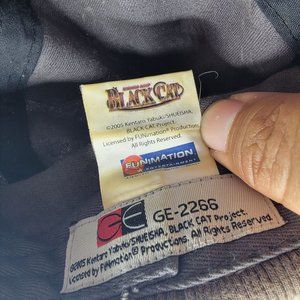 BLACK CAT
©2005 Kentaro Yabuki/SHUEISHA,
BLACK CAT Project.
Licensed by FUNimation® Productions.
All Rights Reserved.
FUNIMATION
ENTERTAINMENT
GE GE-2266
©2005 Kentaro Yabuki/SHUEISHA, BLACK CAT Project.
Licensed by FUNimation® Productions. All Rights Reserved.